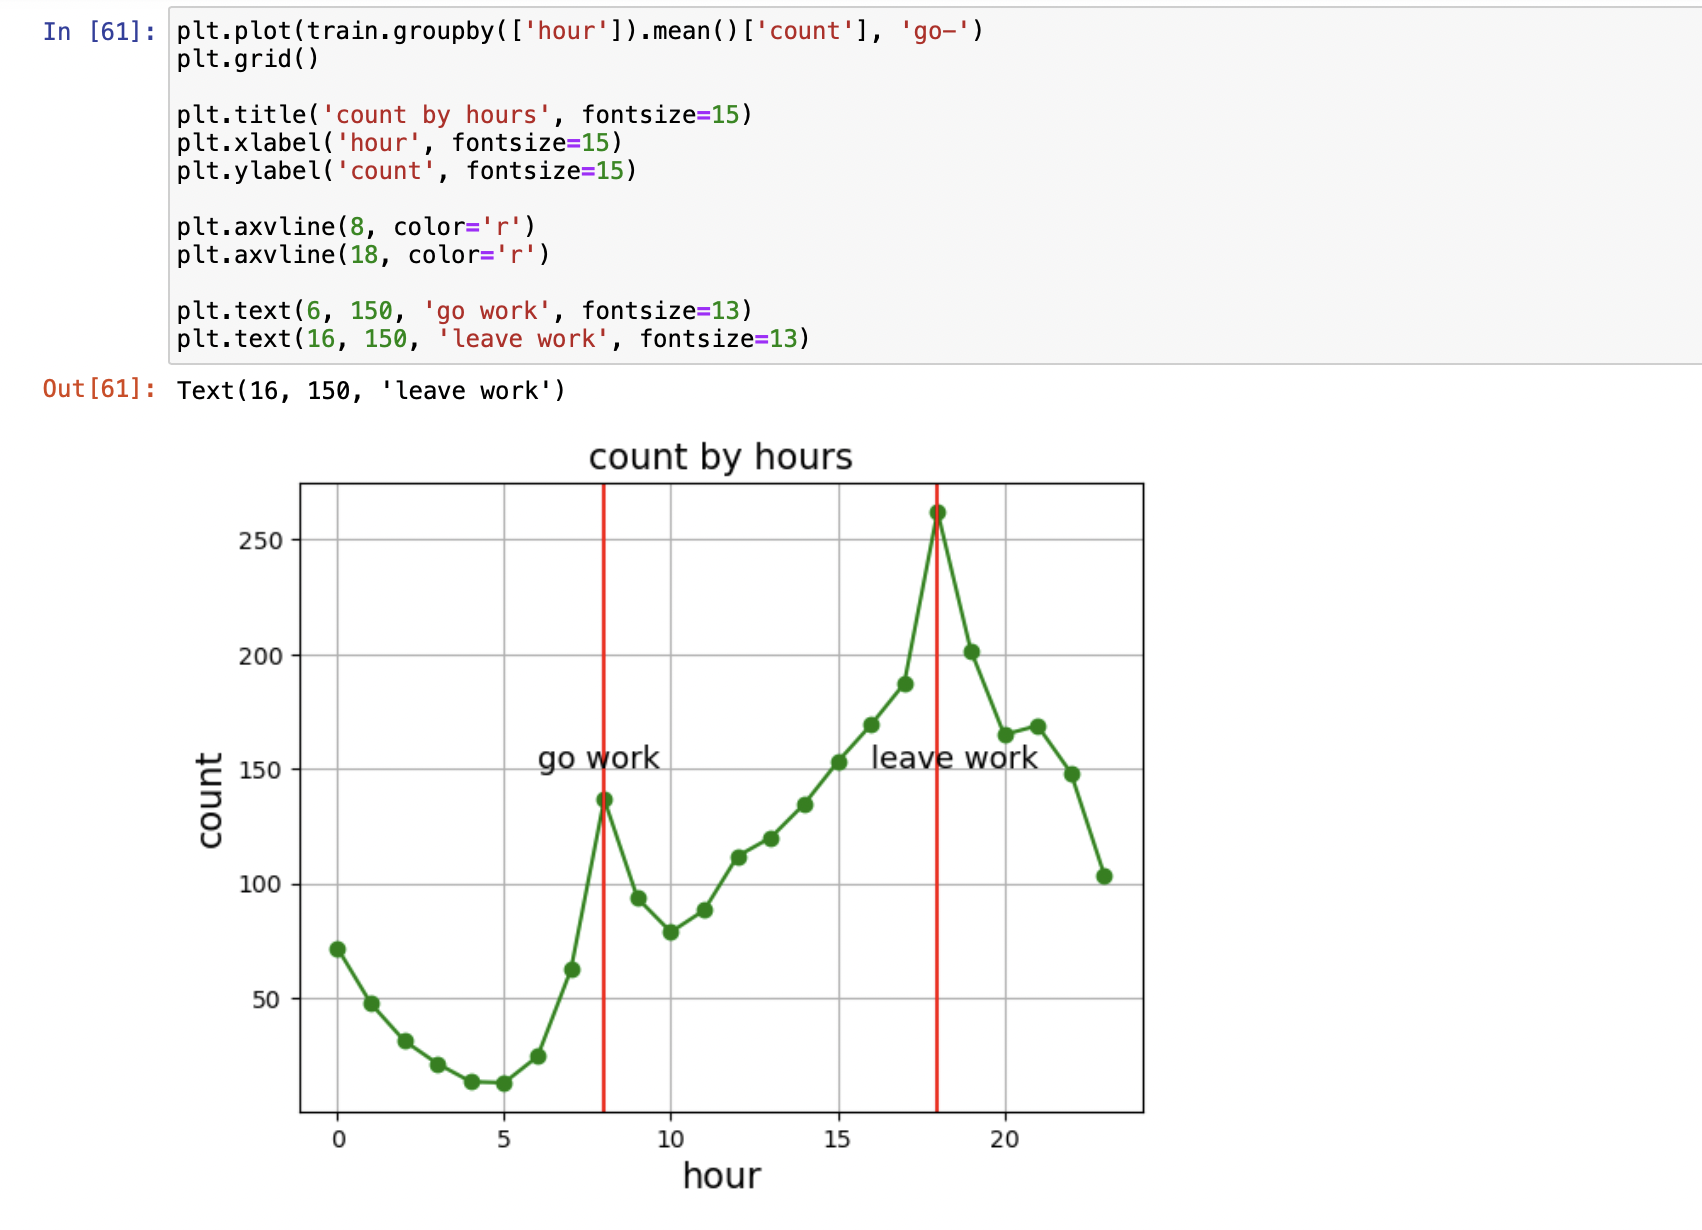 In [61]: plt.plot(train.groupby(['hour']).mean()['count'], 'go-')
plt.grid()
plt.title('count by hours', fontsize=15)
plt.xlabel('hour', fontsize=15)
plt.ylabel('count', fontsize=15)
plt.axvline(8, color='r')
plt.axvline(18, color='r')
plt.text(6, 150, 'go work', fontsize=13)
plt.text(16, 150, 'leave work', fontsize=13)
Out[61]: Text(16, 150, 'leave work')
count by hours
250
200
150
100
50
count
go work
leave work
0 5 10 15 20
hour